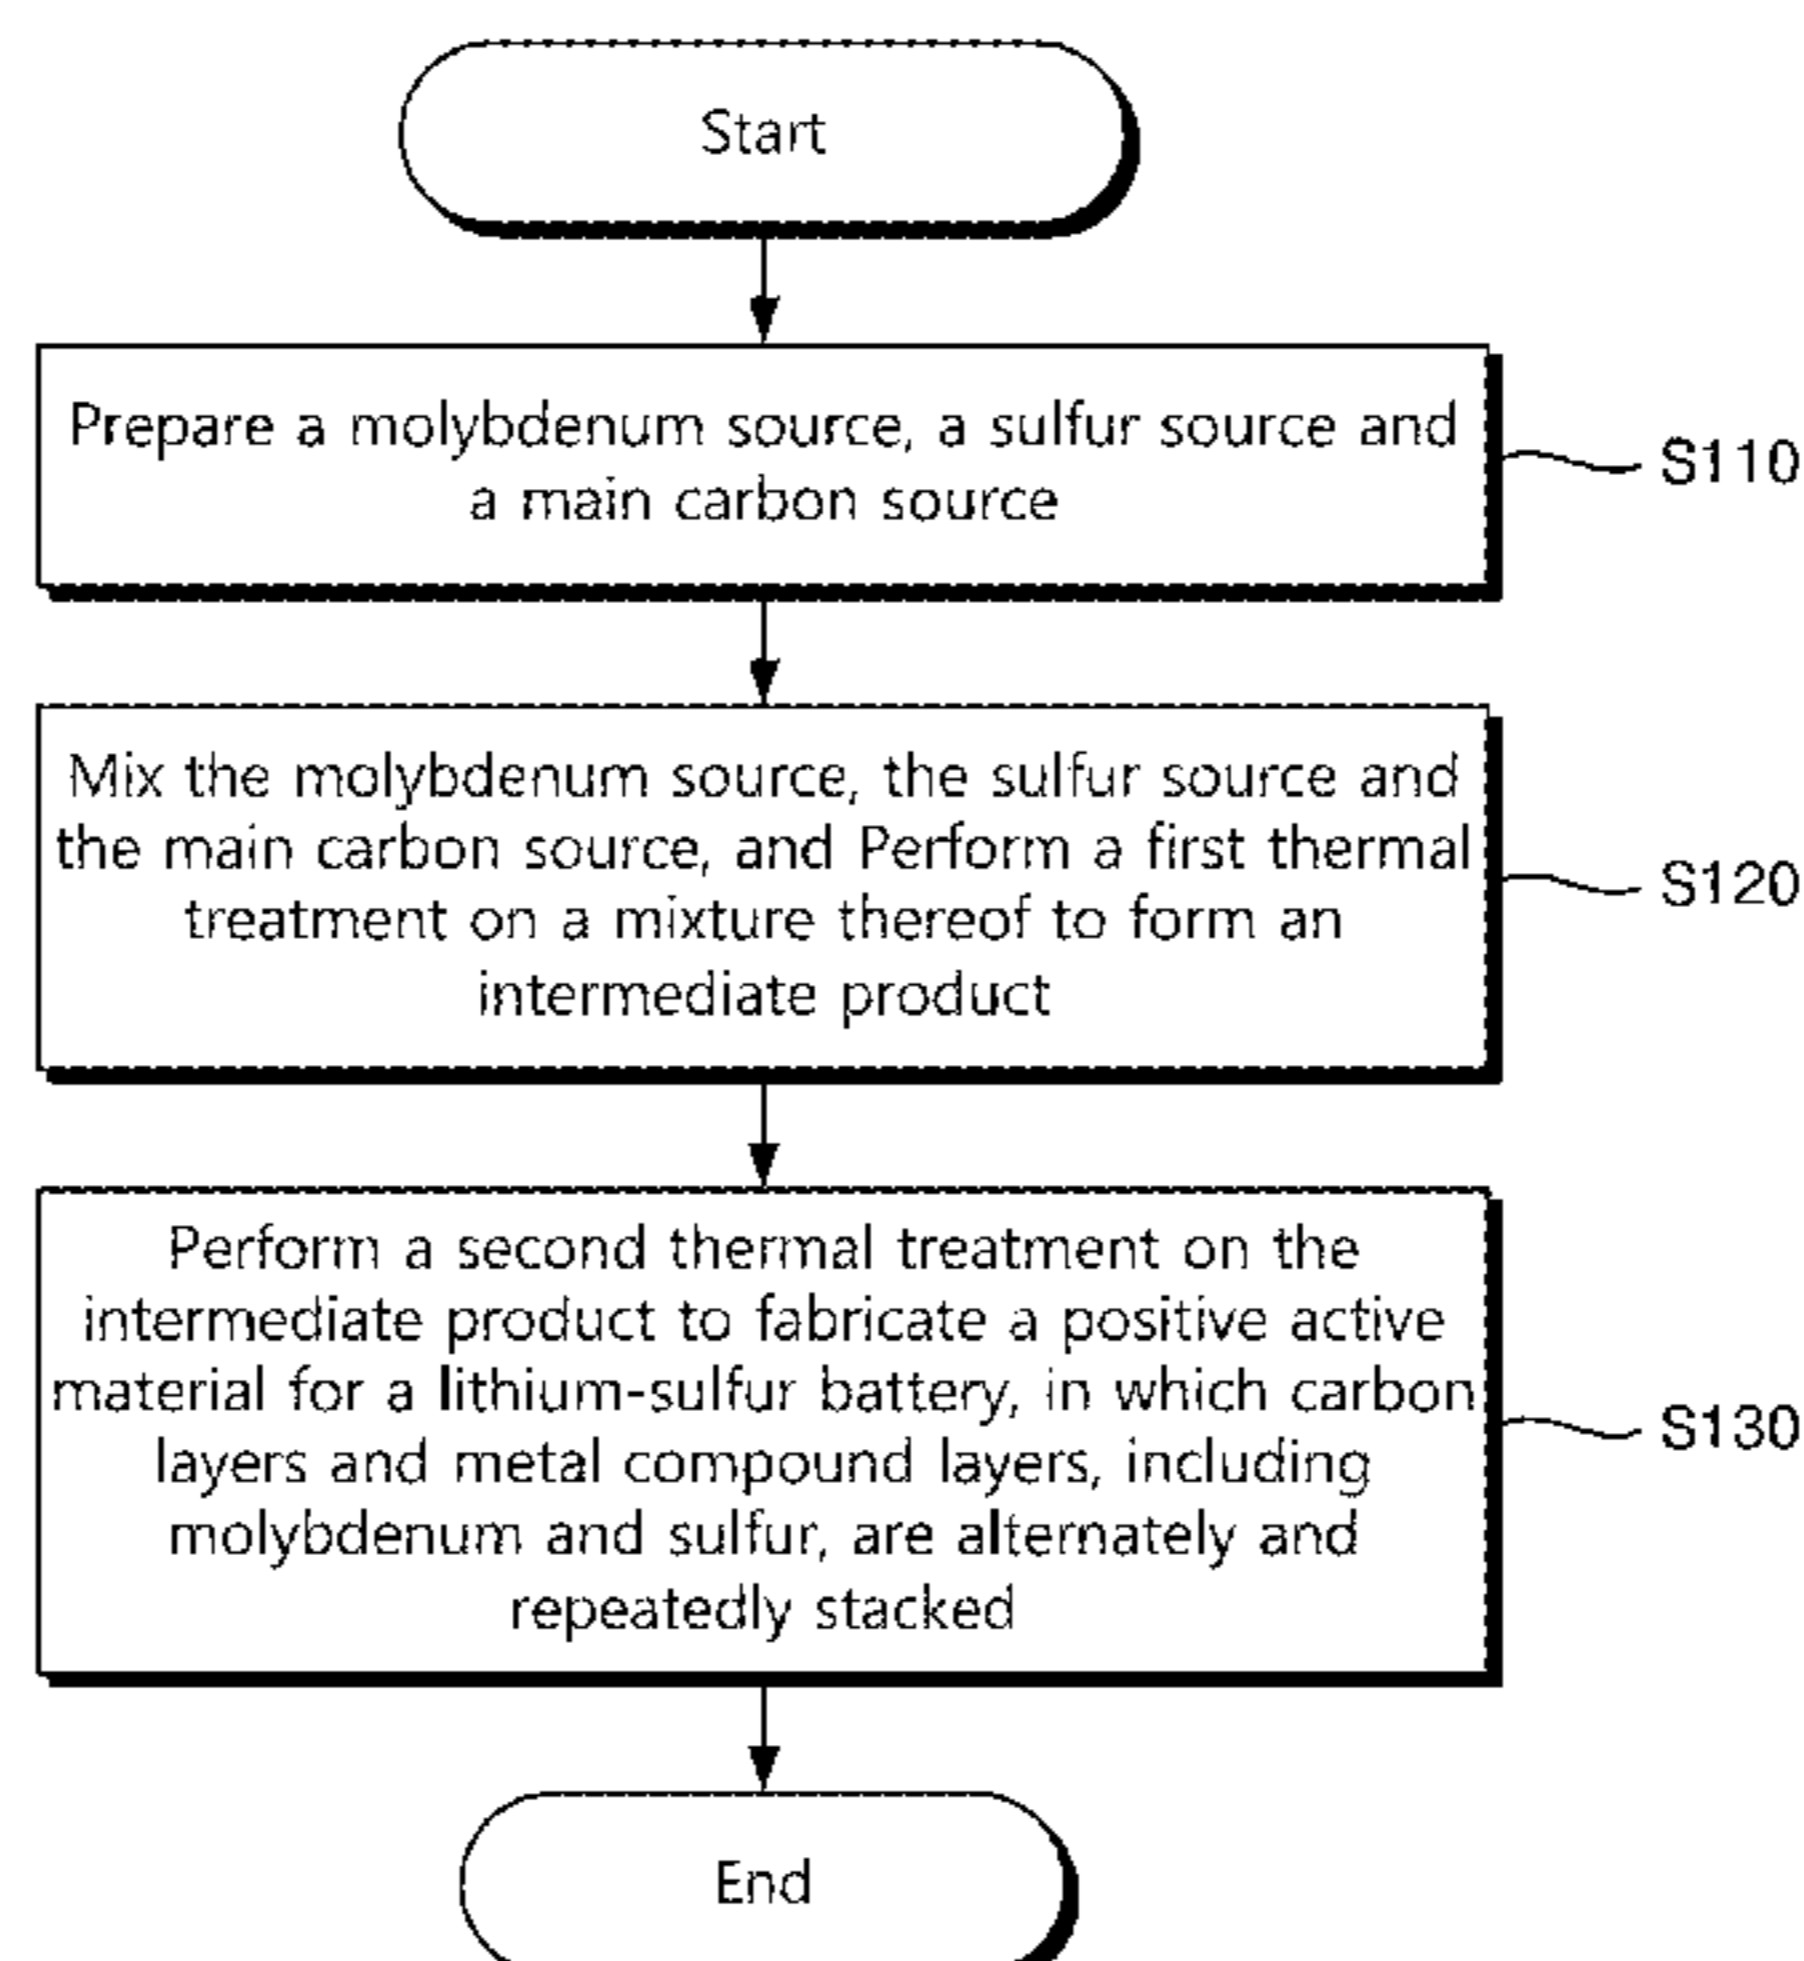 Start
Prepare a molybdenum source, a sulfur source and
a main carbon source
S110
Mix the molybdenum source, the sulfur source and
the main carbon source, and Perform a first thermal
treatment on a mixture thereof to form an
intermediate product
S120
Perform a second thermal treatment on the
intermediate product to fabricate a positive active
material for a lithium-sulfur battery, in which carbon
layers and metal compound layers, including
molybdenum and sulfur, are alternately and
repeatedly stacked
S130
End